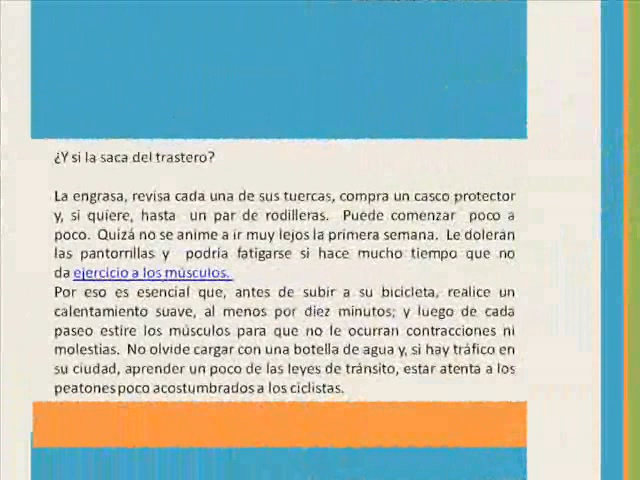 ¿Y si la saca del trastero?
La engrasa, revisa cada una de sus tuercas, compra un casco protector
y, si quiere, hasta un par de rodilleras. Puede comenzar poco a
poco. Quizá no se anime a ir muy lejos la primera semana. Le dolerán
las pantorrillas y podría fatigarse si hace mucho tiempo que no
da ejercicio a los músculos.
Por eso es esencial que, antes de subir a su bicicleta, realice un
calentamiento suave, al menos por diez minutos; y luego de cada
paseo estire los músculos para que no le ocurran contracciones ni
molestias. No olvide cargar con una botella de agua y, si hay tráfico en
su ciudad, aprender un poco de las leyes de tránsito, estar atenta a los
peatones poco acostumbrados a los ciclistas.